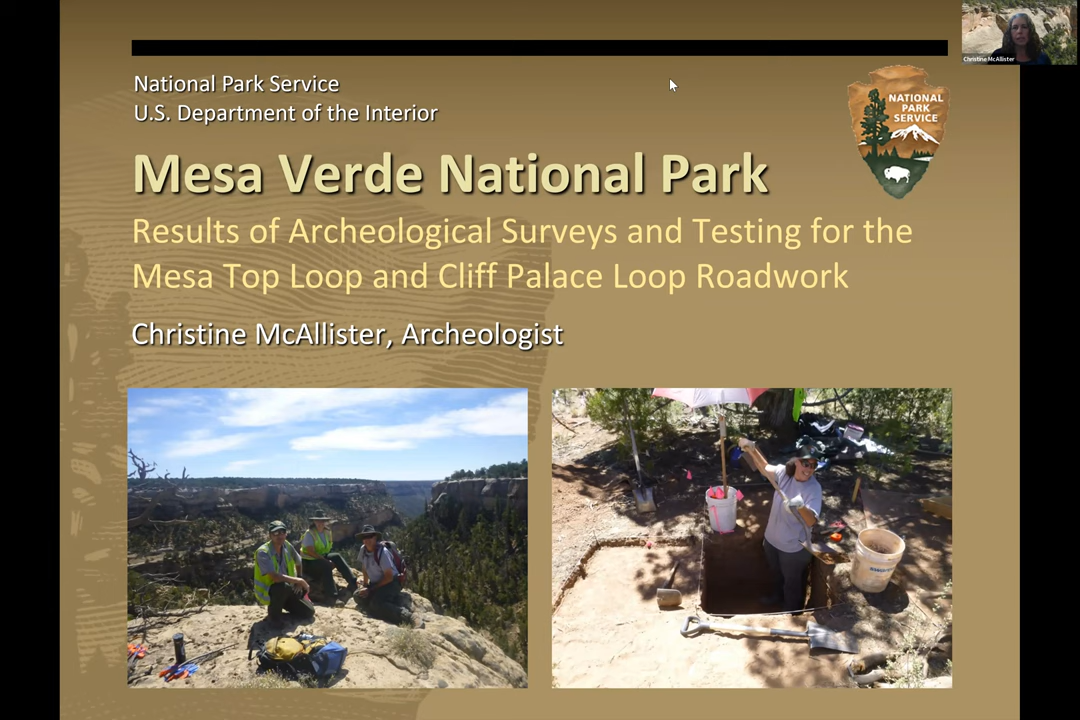 National Park Service
U.S. Department of the Interior
NATIONAL
PARK
SERVICE
Mesa Verde National Park
Results of Archeological Surveys and Testing for the
Mesa Top Loop and Cliff Palace Loop Roadwork
Christine McAllister, Archeologist
Christine McAllister